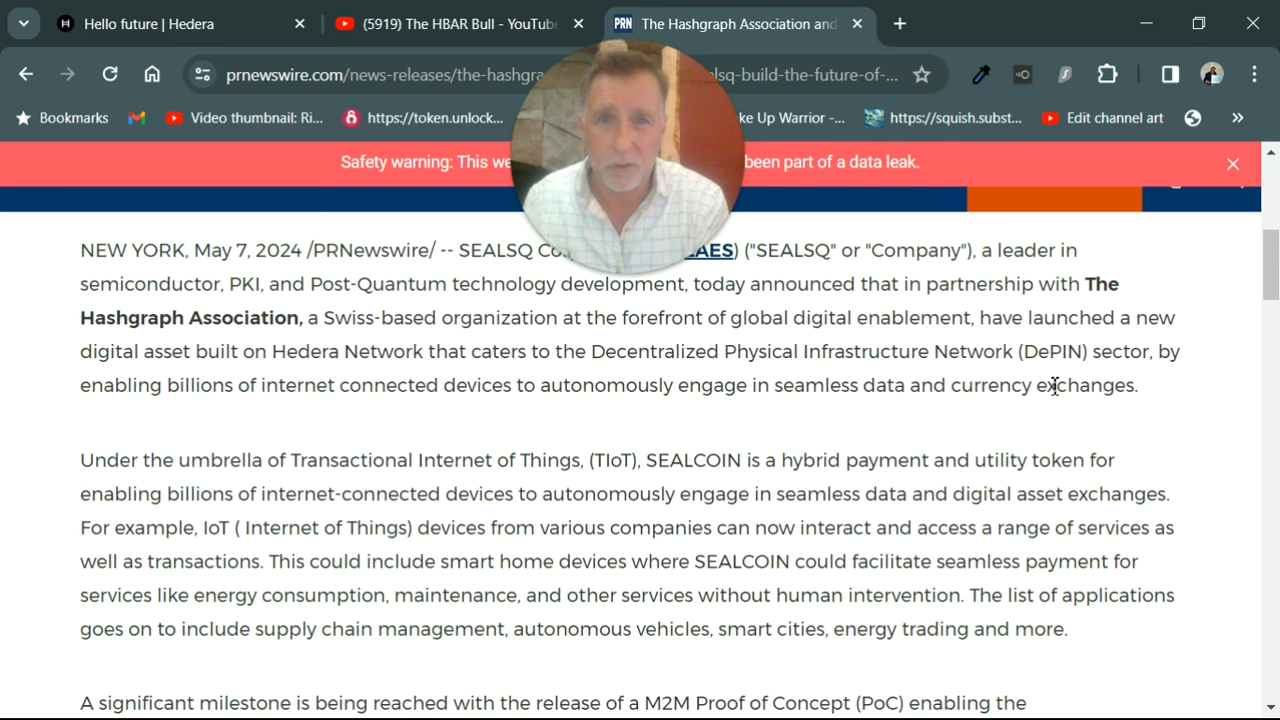 Hello future | Hedera
(5919) The HBAR Bull - YouTube
PRN The Hashgraph Association and
prnewswire.com/news-releases/the-hashgra
alsq-build-the-future-of-...
Bookmarks
Video thumbnail: Ri...
https://token.unlock...
ke Up Warrior -...
https://squish.subst...
Edit channel art
»
Safety warning: This we
been part of a data leak.
NEW YORK, May 7, 2024 /PRNewswire/ -- SEALSQ Co
AES) ("SEALSQ" or "Company"), a leader in
semiconductor, PKI, and Post-Quantum technology development, today announced that in partnership with The
Hashgraph Association, a Swiss-based organization at the forefront of global digital enablement, have launched a new
digital asset built on Hedera Network that caters to the Decentralized Physical Infrastructure Network (DePIN) sector, by
enabling billions of internet connected devices to autonomously engage in seamless data and currency exchanges.
Under the umbrella of Transactional Internet of Things, (TIoT), SEALCOIN is a hybrid payment and utility token for
enabling billions of internet-connected devices to autonomously engage in seamless data and digital asset exchanges.
For example, IoT ( Internet of Things) devices from various companies can now interact and access a range of services as
well as transactions. This could include smart home devices where SEALCOIN could facilitate seamless payment for
services like energy consumption, maintenance, and other services without human intervention. The list of applications
goes on to include supply chain management, autonomous vehicles, smart cities, energy trading and more.
A significant milestone is being reached with the release of a M2M Proof of Concept (PoC) enabling the